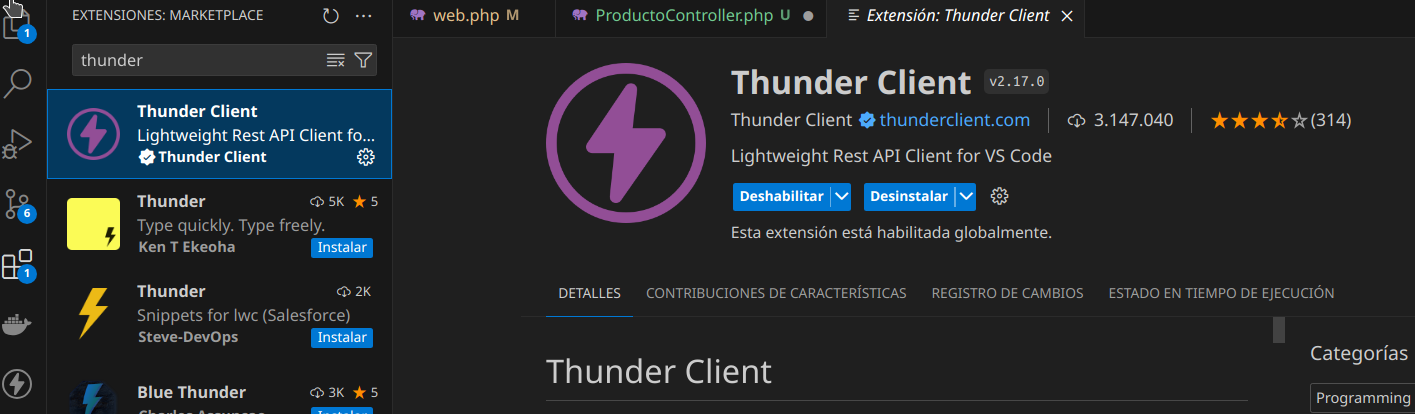 EXTENSIONES: MARKETPLACE
web.php M
ProductoController.php U
Extensión: Thunder Client
1
thunder
Thunder Client
Lightweight Rest API Client fo...
Thunder Client
Thunder 5K 5
Type quickly. Type freely.
Ken T Ekeoha Instalar
6
1
Thunder 2K
Snippets for lwc (Salesforce)
Steve-DevOps Instalar
Blue Thunder 3K 5
Instalar
Thunder Client v2.17.0
Thunder Client thunderclient.com 3.147.040 (314)
Lightweight Rest API Client for VS Code
Deshabilitar Desinstalar
Esta extensión está habilitada globalmente.
DETALLES CONTRIBUCIONES DE CARACTERÍSTICAS REGISTRO DE CAMBIOS ESTADO EN TIEMPO DE EJECUCIÓN
Thunder Client
Categorías
Programming